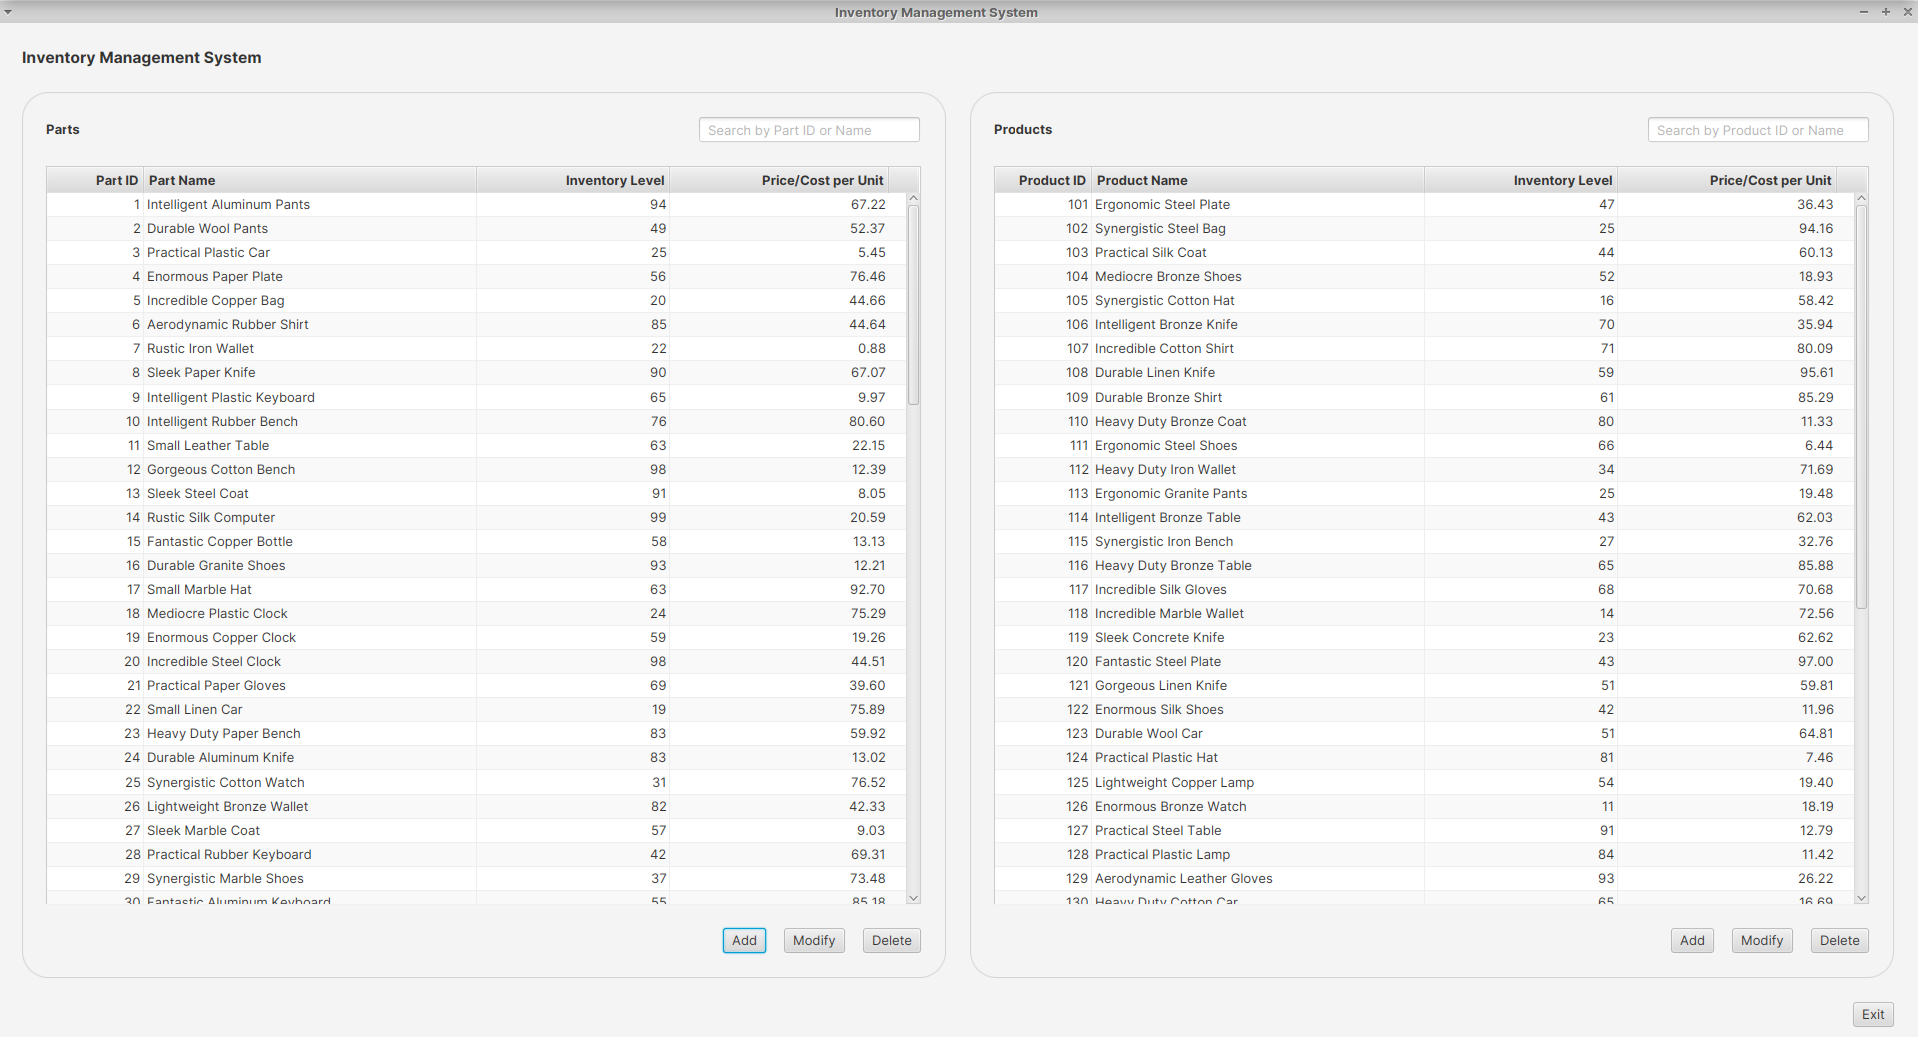 Inventory Management System
Inventory Management System
Parts
Search by Part ID or Name
Part ID Part Name Inventory Level Price/Cost per Unit
1 Intelligent Aluminum Pants 94 67.22
2 Durable Wool Pants 49 52.37
3 Practical Plastic Car 25 5.45
4 Enormous Paper Plate 56 76.46
5 Incredible Copper Bag 20 44.66
6 Aerodynamic Rubber Shirt 85 44.64
7 Rustic Iron Wallet 22 0.88
8 Sleek Paper Knife 90 67.07
9 Intelligent Plastic Keyboard 65 9.97
10 Intelligent Rubber Bench 76 80.60
11 Small Leather Table 63 22.15
12 Gorgeous Cotton Bench 98 12.39
13 Sleek Steel Coat 91 8.05
14 Rustic Silk Computer 99 20.59
15 Fantastic Copper Bottle 58 13.13
16 Durable Granite Shoes 93 12.21
17 Small Marble Hat 63 92.70
18 Mediocre Plastic Clock 24 75.29
19 Enormous Copper Clock 59 19.26
20 Incredible Steel Clock 98 44.51
21 Practical Paper Gloves 69 39.60
22 Small Linen Car 19 75.89
23 Heavy Duty Paper Bench 83 59.92
24 Durable Aluminum Knife 83 13.02
25 Synergistic Cotton Watch 31 76.52
26 Lightweight Bronze Wallet 82 42.33
27 Sleek Marble Coat 57 9.03
28 Practical Rubber Keyboard 42 69.31
29 Synergistic Marble Shoes 37 73.48
30 Fantastic Aluminum Keyboard 55 85.18
Add Modify Delete
Products
Search by Product ID or Name
Product ID Product Name Inventory Level Price/Cost per Unit
101 Ergonomic Steel Plate 47 36.43
102 Synergistic Steel Bag 25 94.16
103 Practical Silk Coat 44 60.13
104 Mediocre Bronze Shoes 52 18.93
105 Synergistic Cotton Hat 16 58.42
106 Intelligent Bronze Knife 70 35.94
107 Incredible Cotton Shirt 71 80.09
108 Durable Linen Knife 59 95.61
109 Durable Bronze Shirt 61 85.29
110 Heavy Duty Bronze Coat 80 11.33
111 Ergonomic Steel Shoes 66 6.44
112 Heavy Duty Iron Wallet 34 71.69
113 Ergonomic Granite Pants 25 19.48
114 Intelligent Bronze Table 43 62.03
115 Synergistic Iron Bench 27 32.76
116 Heavy Duty Bronze Table 65 85.88
117 Incredible Silk Gloves 68 70.68
118 Incredible Marble Wallet 14 72.56
119 Sleek Concrete Knife 23 62.62
120 Fantastic Steel Plate 43 97.00
121 Gorgeous Linen Knife 51 59.81
122 Enormous Silk Shoes 42 11.96
123 Durable Wool Car 51 64.81
124 Practical Plastic Hat 81 7.46
125 Lightweight Copper Lamp 54 19.40
126 Enormous Bronze Watch 11 18.19
127 Practical Steel Table 91 12.79
128 Practical Plastic Lamp 84 11.42
129 Aerodynamic Leather Gloves 93 26.22
130 Heavy Duty Cotton Car 65 16.69
Add Modify Delete
Exit